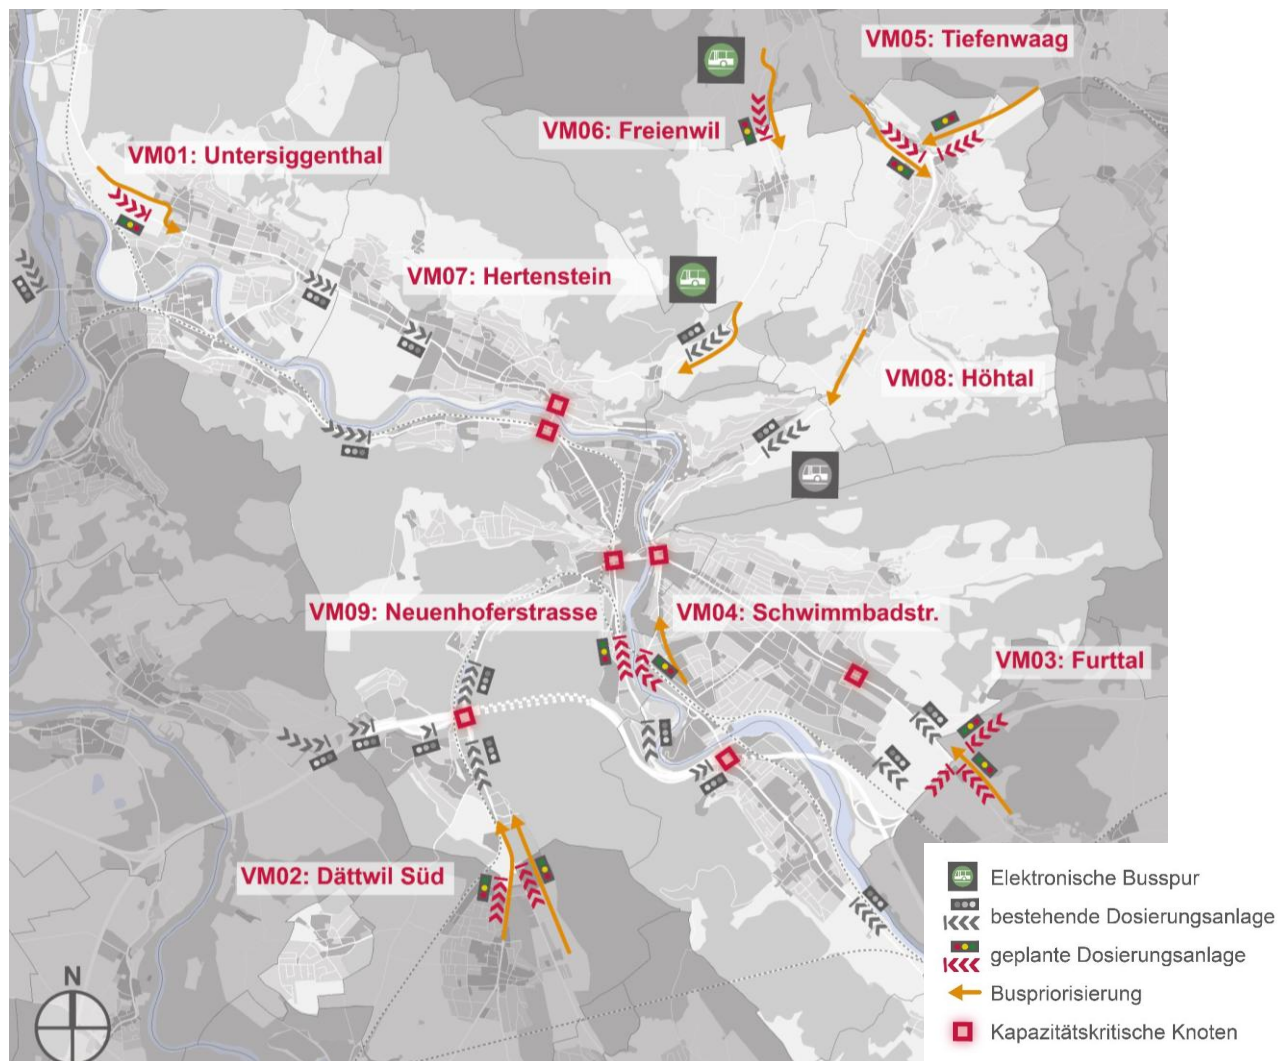 VM05: Tiefenwaag
VM06: Freienwil
VM01: Untersiggenthal
VM07: Hertenstein
VM08: Höhtal
VM09: Neuenhoferstrasse
VM04: Schwimmbadstr.
VM03: Furttal
VM02: Dättwil Süd
N
Elektronische Busspur
bestehende Dosierungsanlage
geplante Dosierungsanlage
Buspriorisierung
Kapazitätskritische Knoten